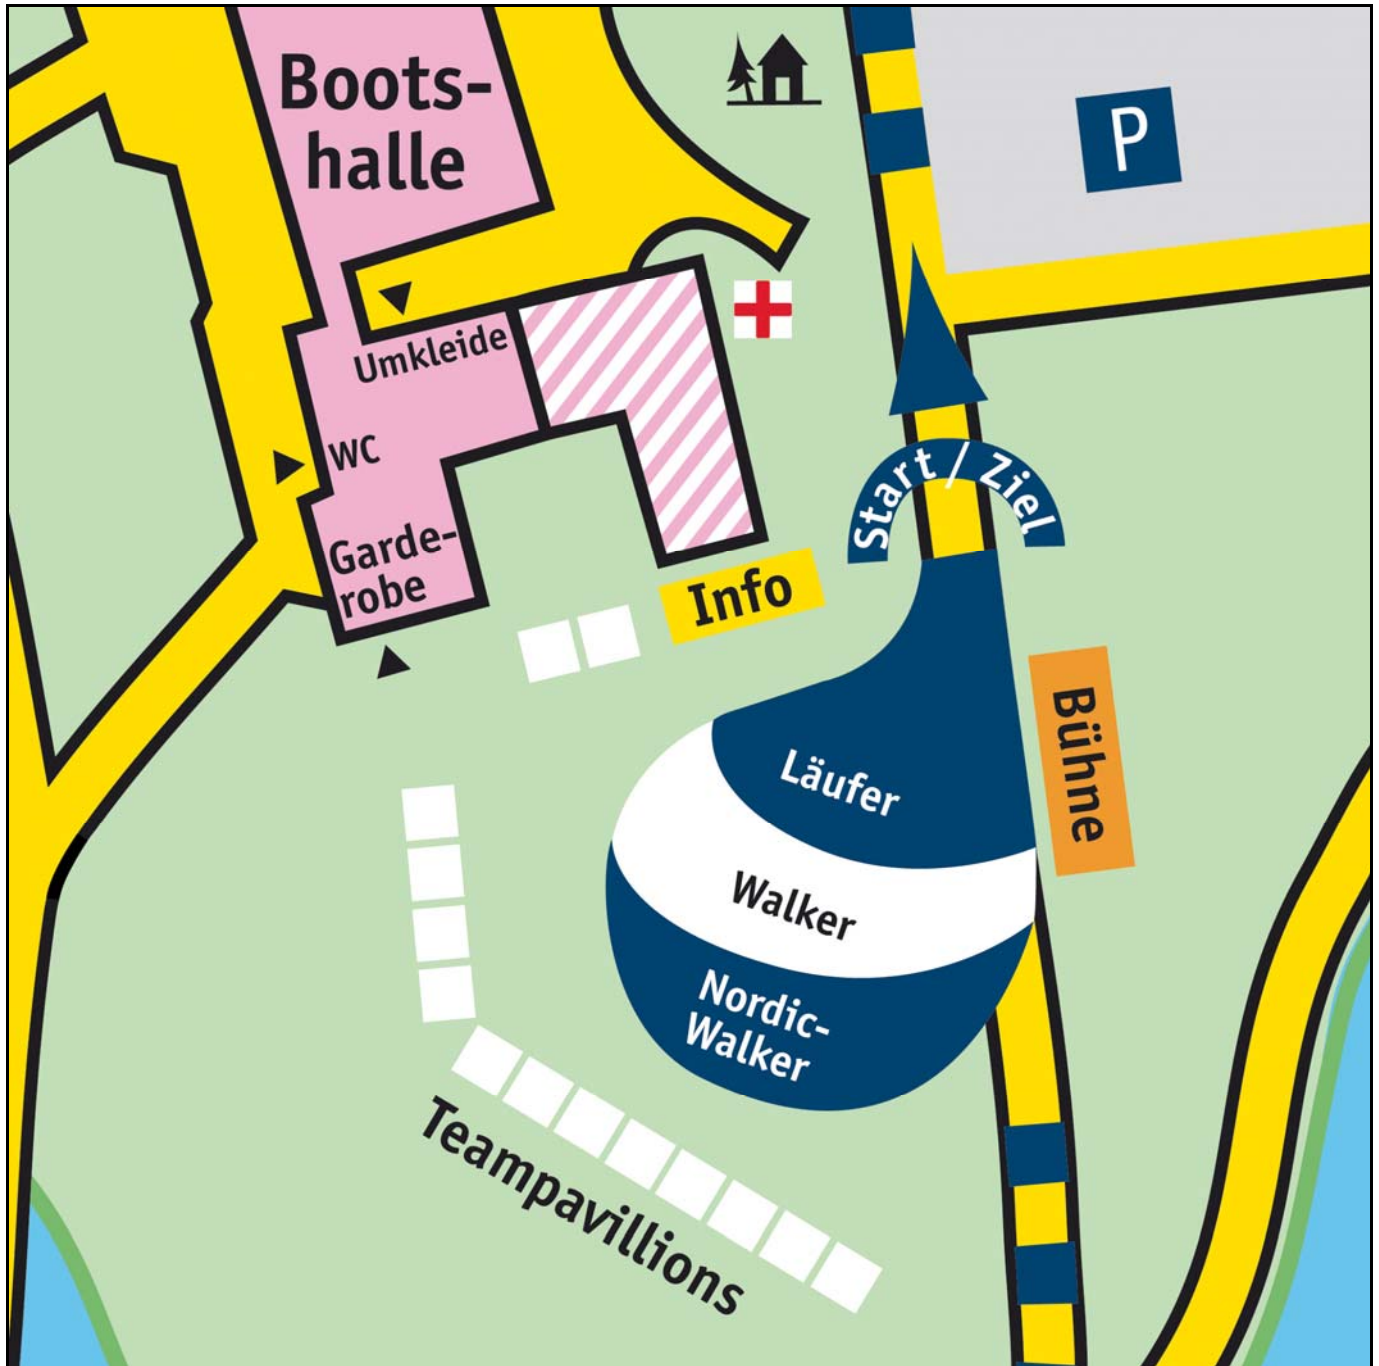 Boots-
halle
P
Umkleide
WC
Start / Ziel
Garde-
robe
Info
Bühne
Läufer
Walker
Nordic-
Walker
Teampavillions